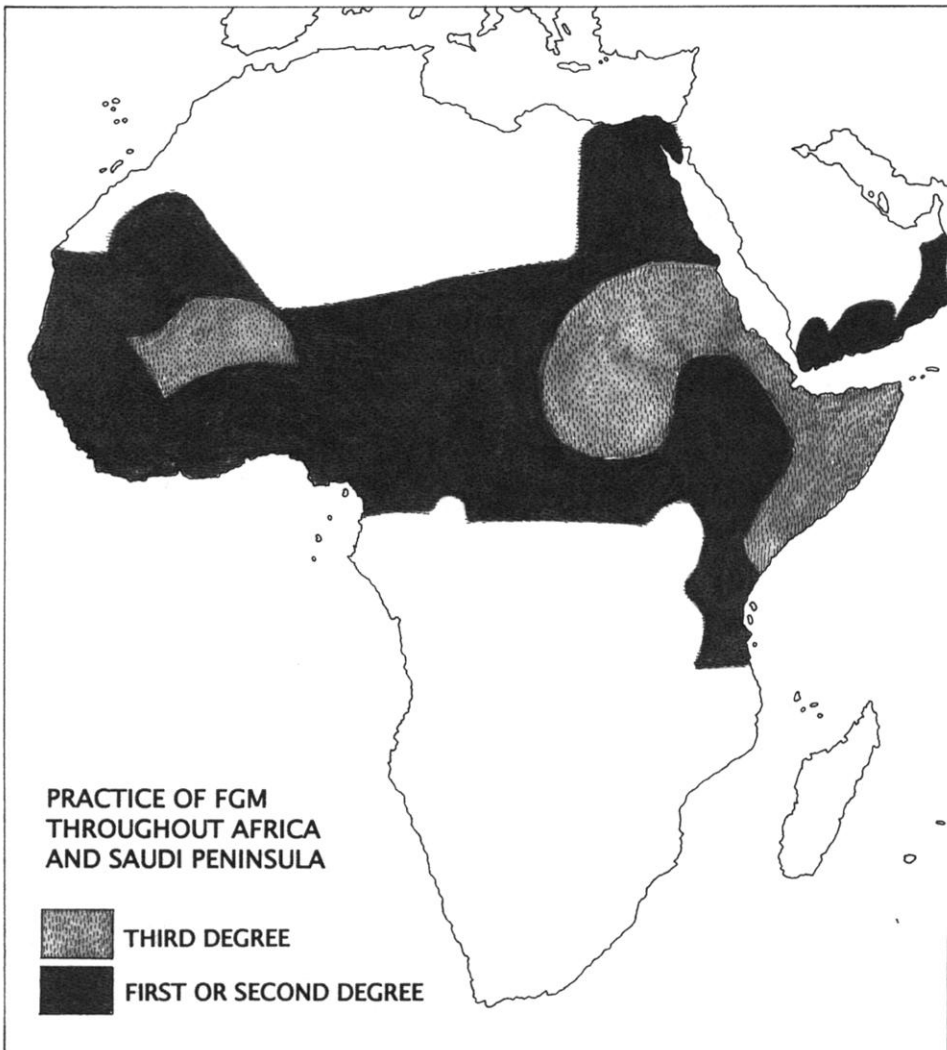 PRACTICE OF FGM
THROUGHOUT AFRICA
AND SAUDI PENINSULA
THIRD DEGREE
FIRST OR SECOND DEGREE